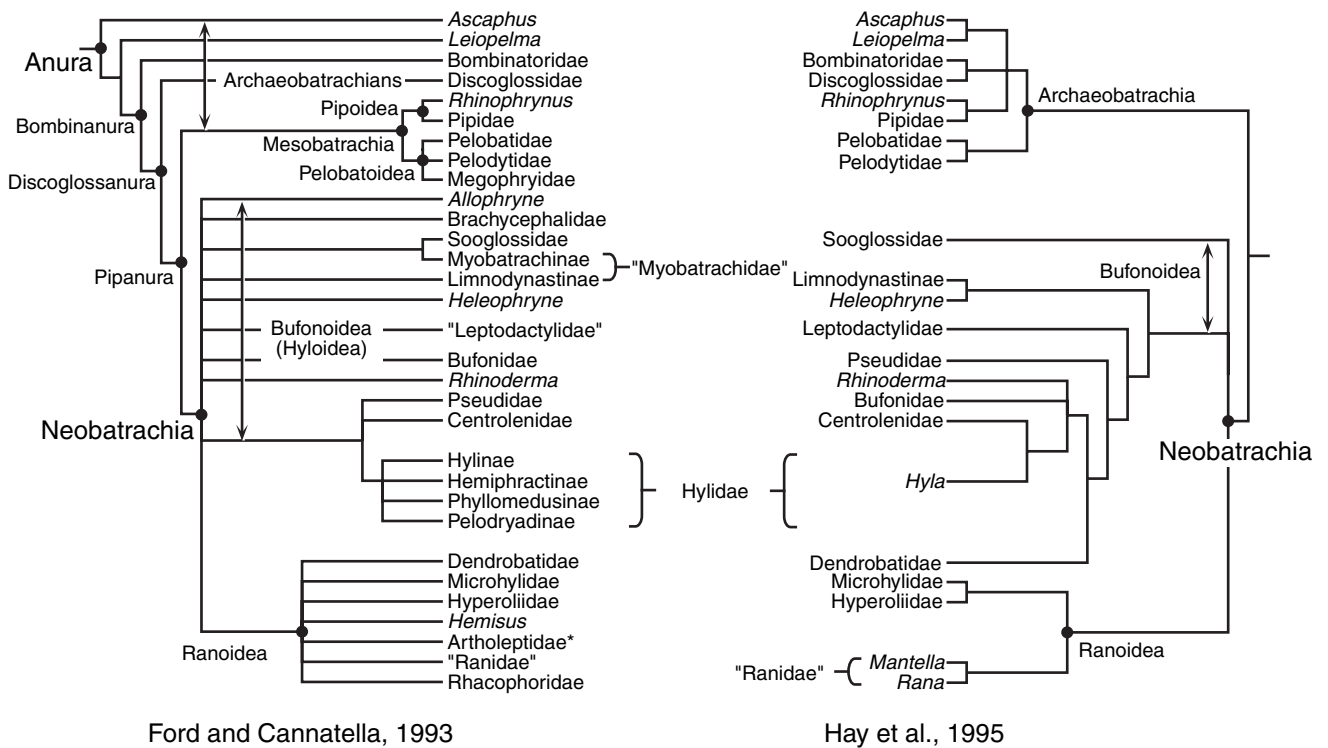 Ascaphus
Leiopelma
Anura
Bombinatoridae
Archaeobatrachians
Discoglossidae
Pipoidea
Rhinophrynus
Pipidae
Bombinanura
Mesobatrachia
Pelobatidae
Pelodytidae
Pelobatoidea
Megophryidae
Discoglossanura
Allophryne
Brachycephalidae
Sooglossidae
Myobatrachinae
"Myobatrachidae"
Pipanura
Limnodynastinae
Heleophryne
Bufonoidea
(Hyloidea)
"Leptodactylidae"
Bufonidae
Rhinoderma
Pseudidae
Centrolenidae
Neobatrachia
Hylinae
Hemiphractinae
Phyllomedusinae
Pelodryadinae
Hylidae
Dendrobatidae
Microhylidae
Hyperoliidae
Hemisus
Artholeptidae*
Ranoidea
"Ranidae"
Rhacophoridae
Ford and Cannatella, 1993
Ascaphus
Leiopelma
Bombinatoridae
Discoglossidae
Rhinophrynus
Archaeobatrachia
Pipidae
Pelobatidae
Pelodytidae
Sooglossidae
Bufonoidea
Limnodynastinae
Heleophryne
Leptodactylidae
Pseudidae
Rhinoderma
Bufonidae
Centrolenidae
Neobatrachia
Hyla
Dendrobatidae
Microhylidae
Hyperoliidae
Ranoidea
"Ranidae"
Mantella
Rana
Hay et al., 1995